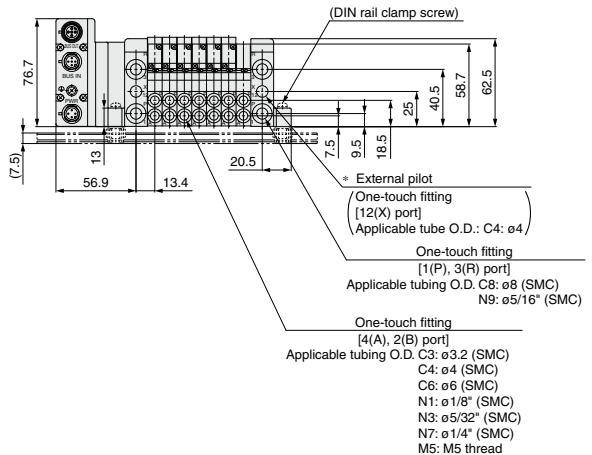 (DIN rail clamp screw)
BUS OUT
BUS IN
PWR
76.7
(7.5)
13
56.9
13.4
20.5
7.5
9.5
18.5
25
40.5
58.7
62.5
* External pilot
One-touch fitting
[12(X) port]
Applicable tube O.D.: C4: ø4
One-touch fitting
[1(P), 3(R) port]
Applicable tubing O.D. C8: ø8 (SMC)
N9: ø5/16" (SMC)
One-touch fitting
[4(A), 2(B) port]
Applicable tubing O.D. C3: ø3.2 (SMC)
C4: ø4 (SMC)
C6: ø6 (SMC)
N1: ø1/8" (SMC)
N3: ø5/32" (SMC)
N7: ø1/4" (SMC)
M5: M5 thread